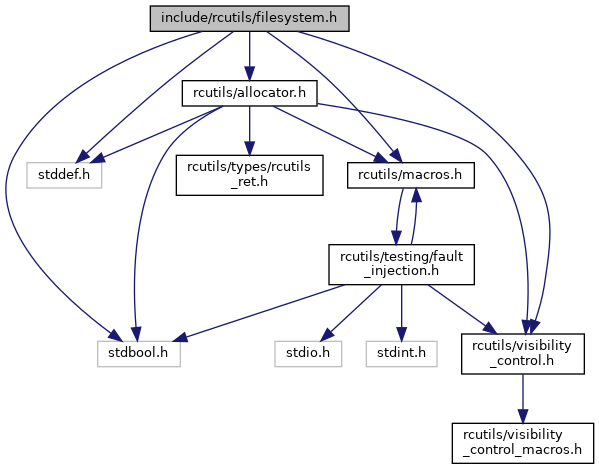 include/rcutils/filesystem.h
rcutils/allocator.h
stddef.h
rcutils/types/rcutils
_ret.h
rcutils/macros.h
rcutils/testing/fault
_injection.h
stdbool.h
stdio.h
stdint.h
rcutils/visibility
_control.h
rcutils/visibility
_control_macros.h